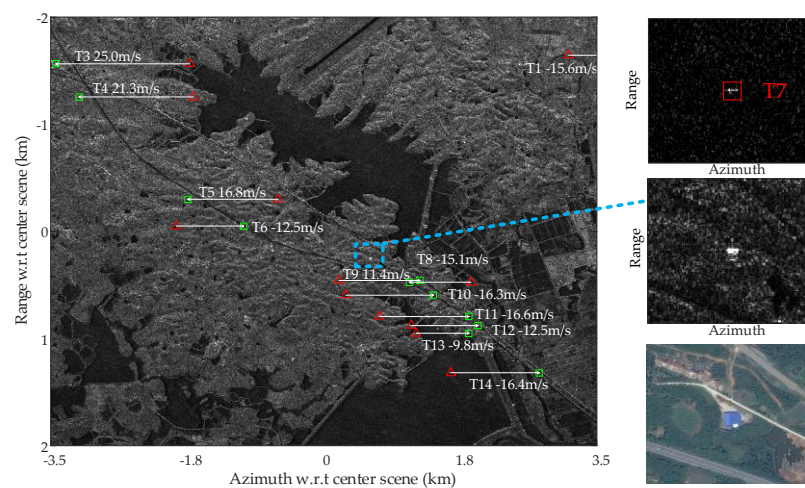 -2
-1
0
1
2
Range w.r.t center scene (km)
T3 25.0m/s
T4 21.3m/s
T1 -15.6m/s
T5 16.8m/s
T6 -12.5m/s
T8 -15.1m/s
T9 11.4m/s
T10 -16.3m/s
T11 -16.6m/s
T12 -12.5m/s
T13 -9.8m/s
T14 -16.4m/s
-3.5 -1.8 0 1.8 3.5
Azimuth w.r.t center scene (km)
Range
T7
Azimuth
Range
Azimuth